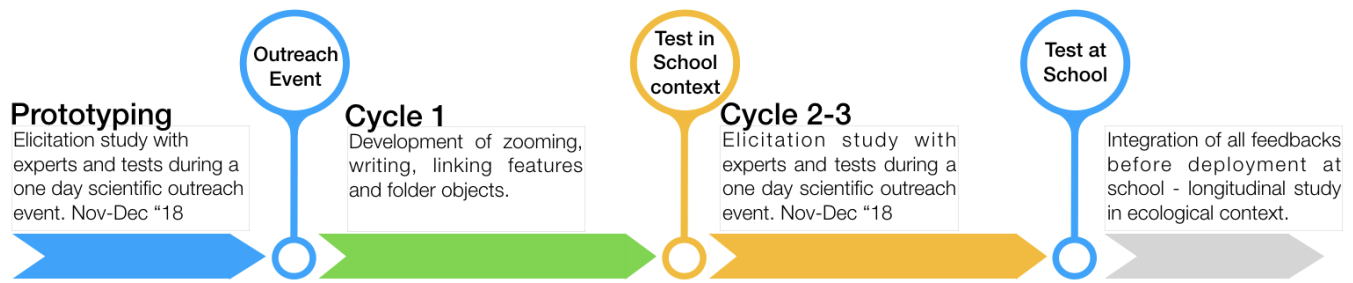 Outreach
Event
Test in
School
context
Test at
School
Prototyping
Elicitation study with
experts and tests during a
one day scientific outreach
event. Nov-Dec “18
Cycle 1
Development of zooming,
writing, linking features
and folder objects.
Cycle 2-3
Elicitation study with
experts and tests during a
one day scientific outreach
event. Nov-Dec “18
Integration of all feedbacks
before deployment at
school - longitudinal study
in ecological context.